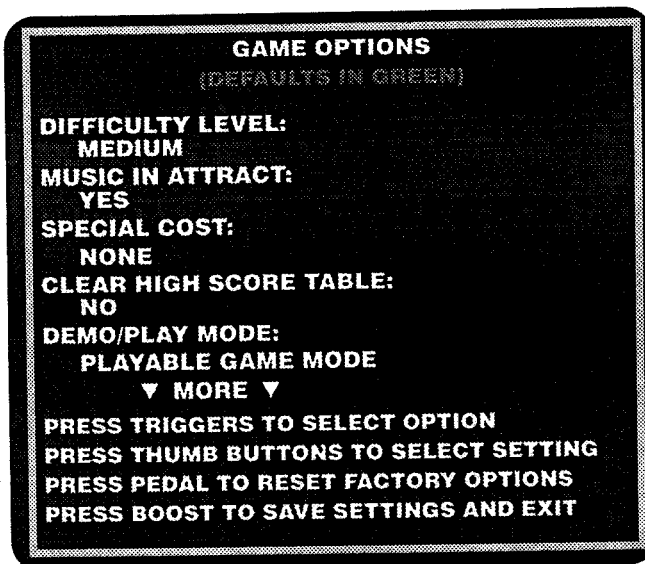 GAME OPTIONS
(DEFAULTS IN GREEN)
DIFFICULTY LEVEL:
MEDIUM
MUSIC IN ATTRACT:
YES
SPECIAL COST:
NONE
CLEAR HIGH SCORE TABLE:
NO
DEMO/PLAY MODE:
PLAYABLE GAME MODE
▼ MORE ▼
PRESS TRIGGERS TO SELECT OPTION
PRESS THUMB BUTTONS TO SELECT SETTING
PRESS PEDAL TO RESET FACTORY OPTIONS
PRESS BOOST TO SAVE SETTINGS AND EXIT